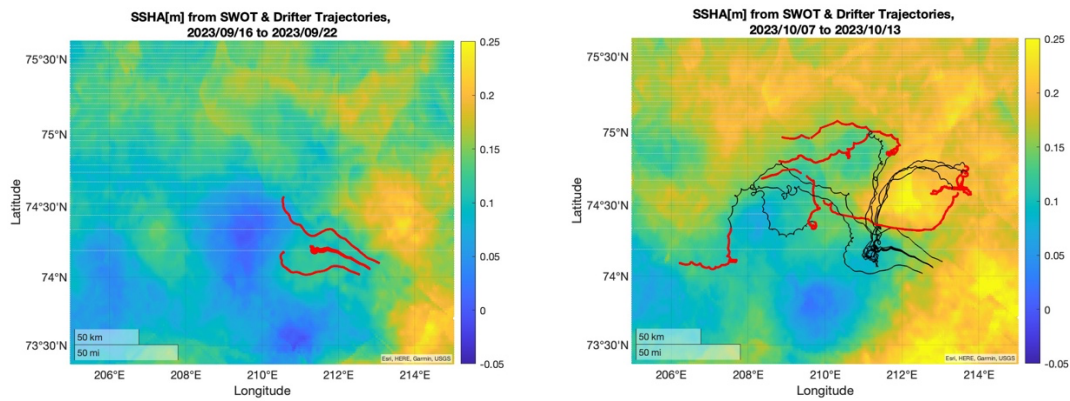 SSHA[m] from SWOT & Drifter Trajectories,
2023/09/16 to 2023/09/22
75°30'N
75°N
74°30'N
74°N
73°30'N
Latitude
206°E 208°E 210°E 212°E 214°E
Longitude
50 km
50 mi
Esri, HERE, Garmin, USGS
0.25
0.2
0.15
0.1
0.05
0
-0.05
SSHA[m] from SWOT & Drifter Trajectories,
2023/10/07 to 2023/10/13
75°30'N
75°N
74°30'N
74°N
73°30'N
Latitude
206°E 208°E 210°E 212°E 214°E
Longitude
50 km
50 mi
Esri, HERE, Garmin, USGS
0.25
0.2
0.15
0.1
0.05
0
-0.05